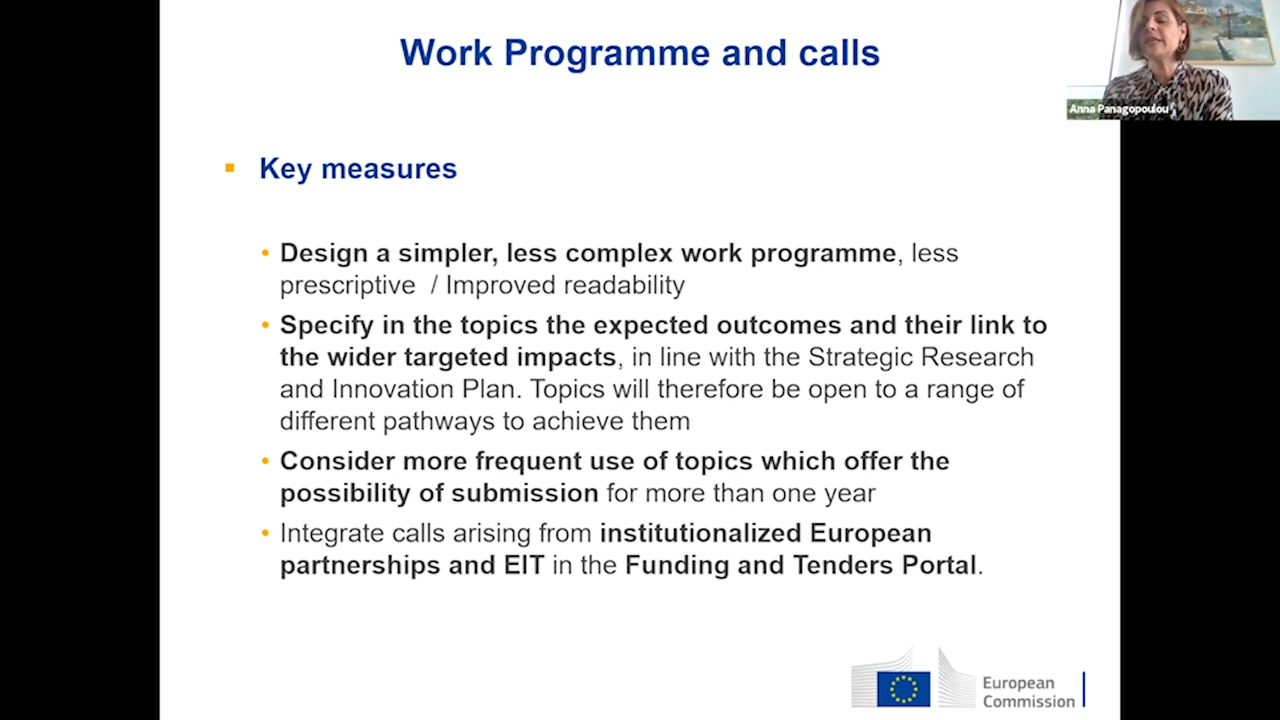 Work Programme and calls
Anna Panagopoulou
Key measures
Design a simpler, less complex work programme, less
prescriptive / Improved readability
Specify in the topics the expected outcomes and their link to
the wider targeted impacts, in line with the Strategic Research
and Innovation Plan. Topics will therefore be open to a range of
different pathways to achieve them
Consider more frequent use of topics which offer the
possibility of submission for more than one year
Integrate calls arising from institutionalized European
partnerships and EIT in the Funding and Tenders Portal.
European
Commission